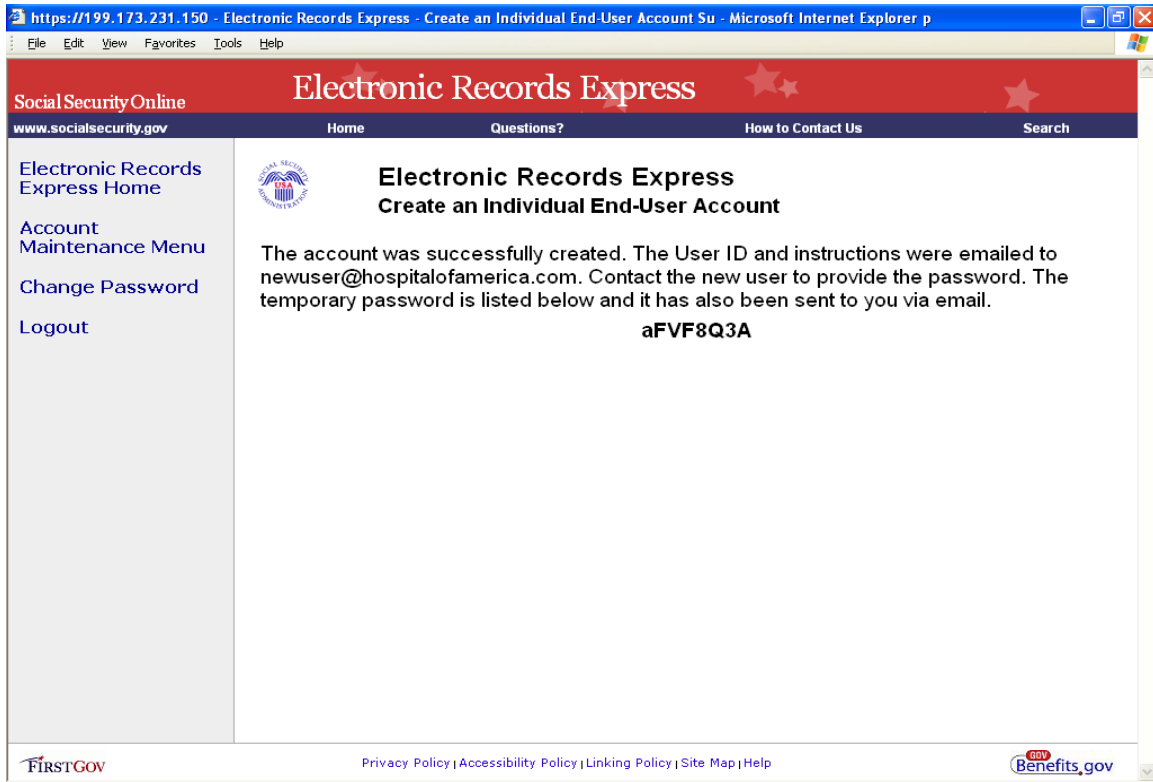 https://199.173.231.150 - Electronic Records Express - Create an Individual End-User Account Su - Microsoft Internet Explorer p
File Edit View Favorites Tools Help
Social Security Online
Electronic Records Express
www.socialsecurity.gov Home Questions? How to Contact Us Search
Electronic Records
Express Home
Account
Maintenance Menu
Change Password
Logout
SOCIAL SECURITY ADMINISTRATION
USA
Electronic Records Express
Create an Individual End-User Account
The account was successfully created. The User ID and instructions were emailed to
newuser@hospitalofamerica.com. Contact the new user to provide the password. The
temporary password is listed below and it has also been sent to you via email.
aFVF8Q3A
FIRSTGOV
Privacy Policy | Accessibility Policy | Linking Policy | Site Map | Help
GOV
Benefits.gov